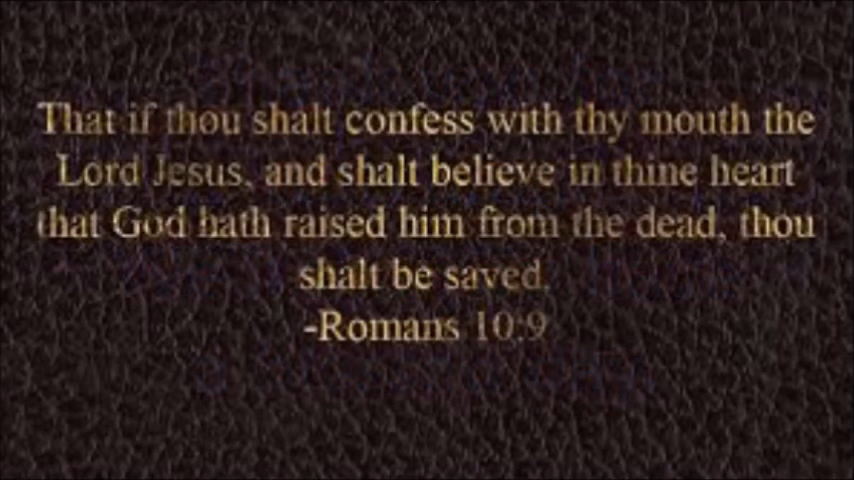 That if thou shalt confess with thy mouth the
Lord Jesus, and shalt believe in thine heart
that God hath raised him from the dead, thou
shalt be saved.
-Romans 10:9